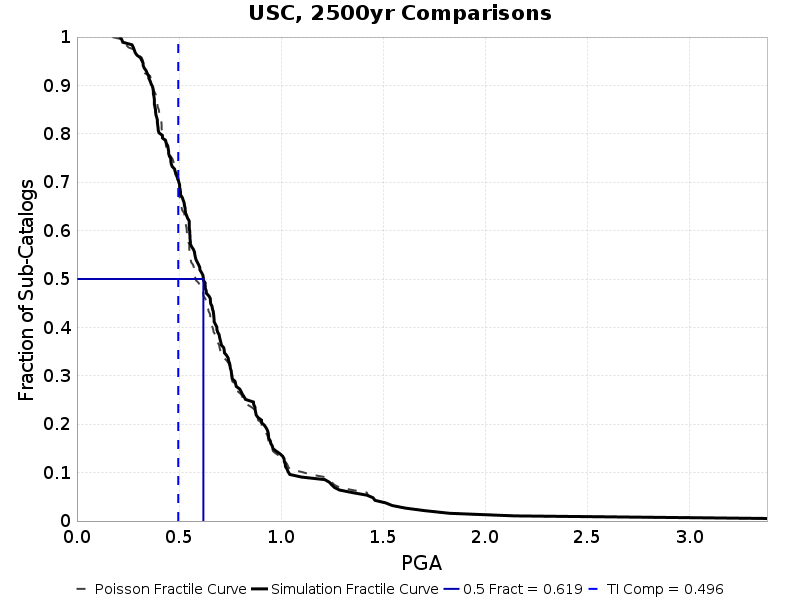 USC, 2500yr Comparisons
Fraction of Sub-Catalogs
1
0.9
0.8
0.7
0.6
0.5
0.4
0.3
0.2
0.1
0
0.0 0.5 1.0 1.5 2.0 2.5 3.0
PGA
Poisson Fractile Curve Simulation Fractile Curve 0.5 Fract = 0.619 TI Comp = 0.496